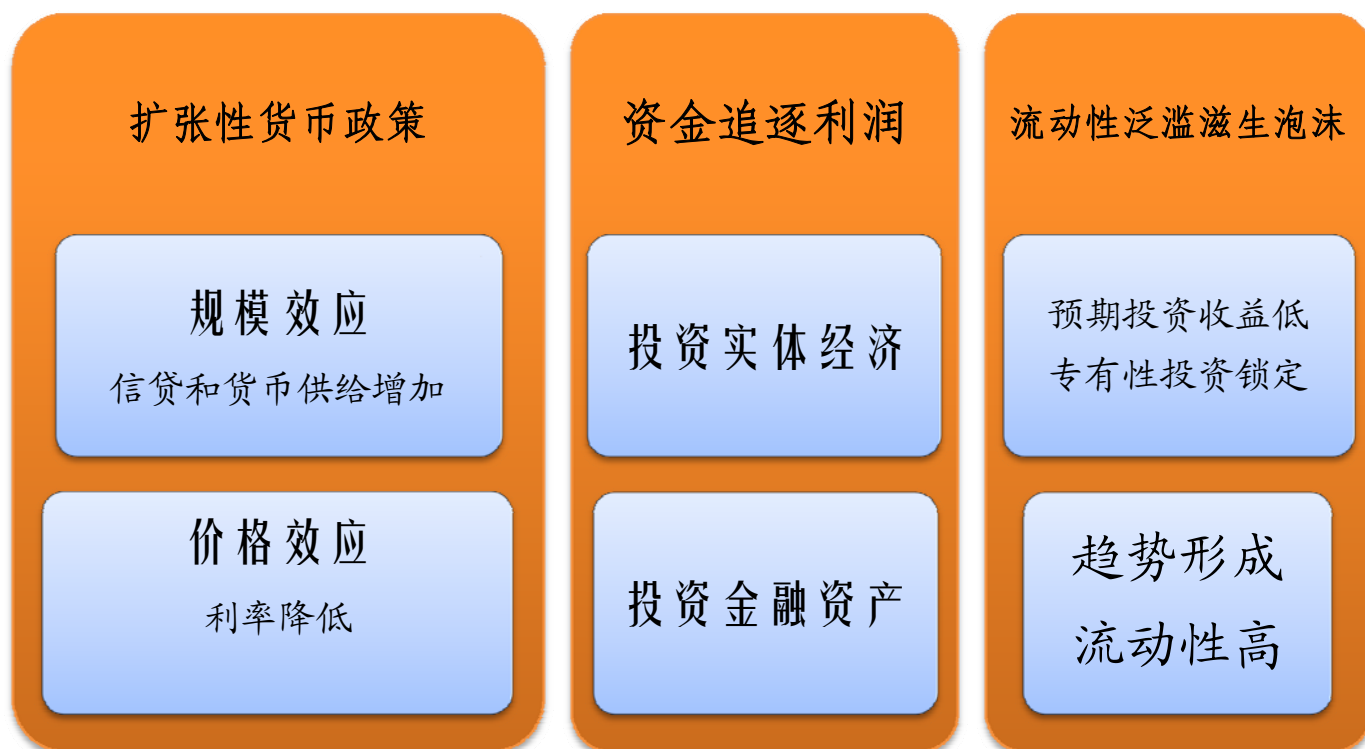 扩张性货币政策
规模效应
信贷和货币供给增加
价格效应
利率降低
资金追逐利润
投资实体经济
投资金融资产
流动性泛滥滋生泡沫
预期投资收益低
专有性投资锁定
趋势形成
流动性高